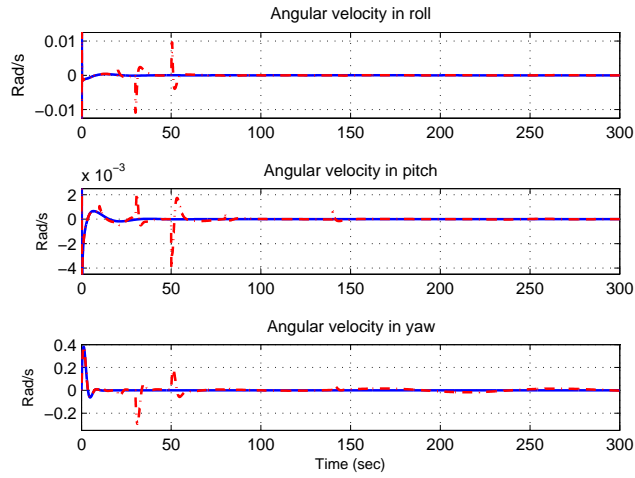 Angular velocity in roll
0.01
0
−0.01
Rad/s
0 50 100 150 200 250 300
x 10−3
Angular velocity in pitch
2
0
−2
−4
Rad/s
0 50 100 150 200 250 300
Angular velocity in yaw
0.4
0.2
0
−0.2
Rad/s
0 50 100 150 200 250 300
Time (sec)